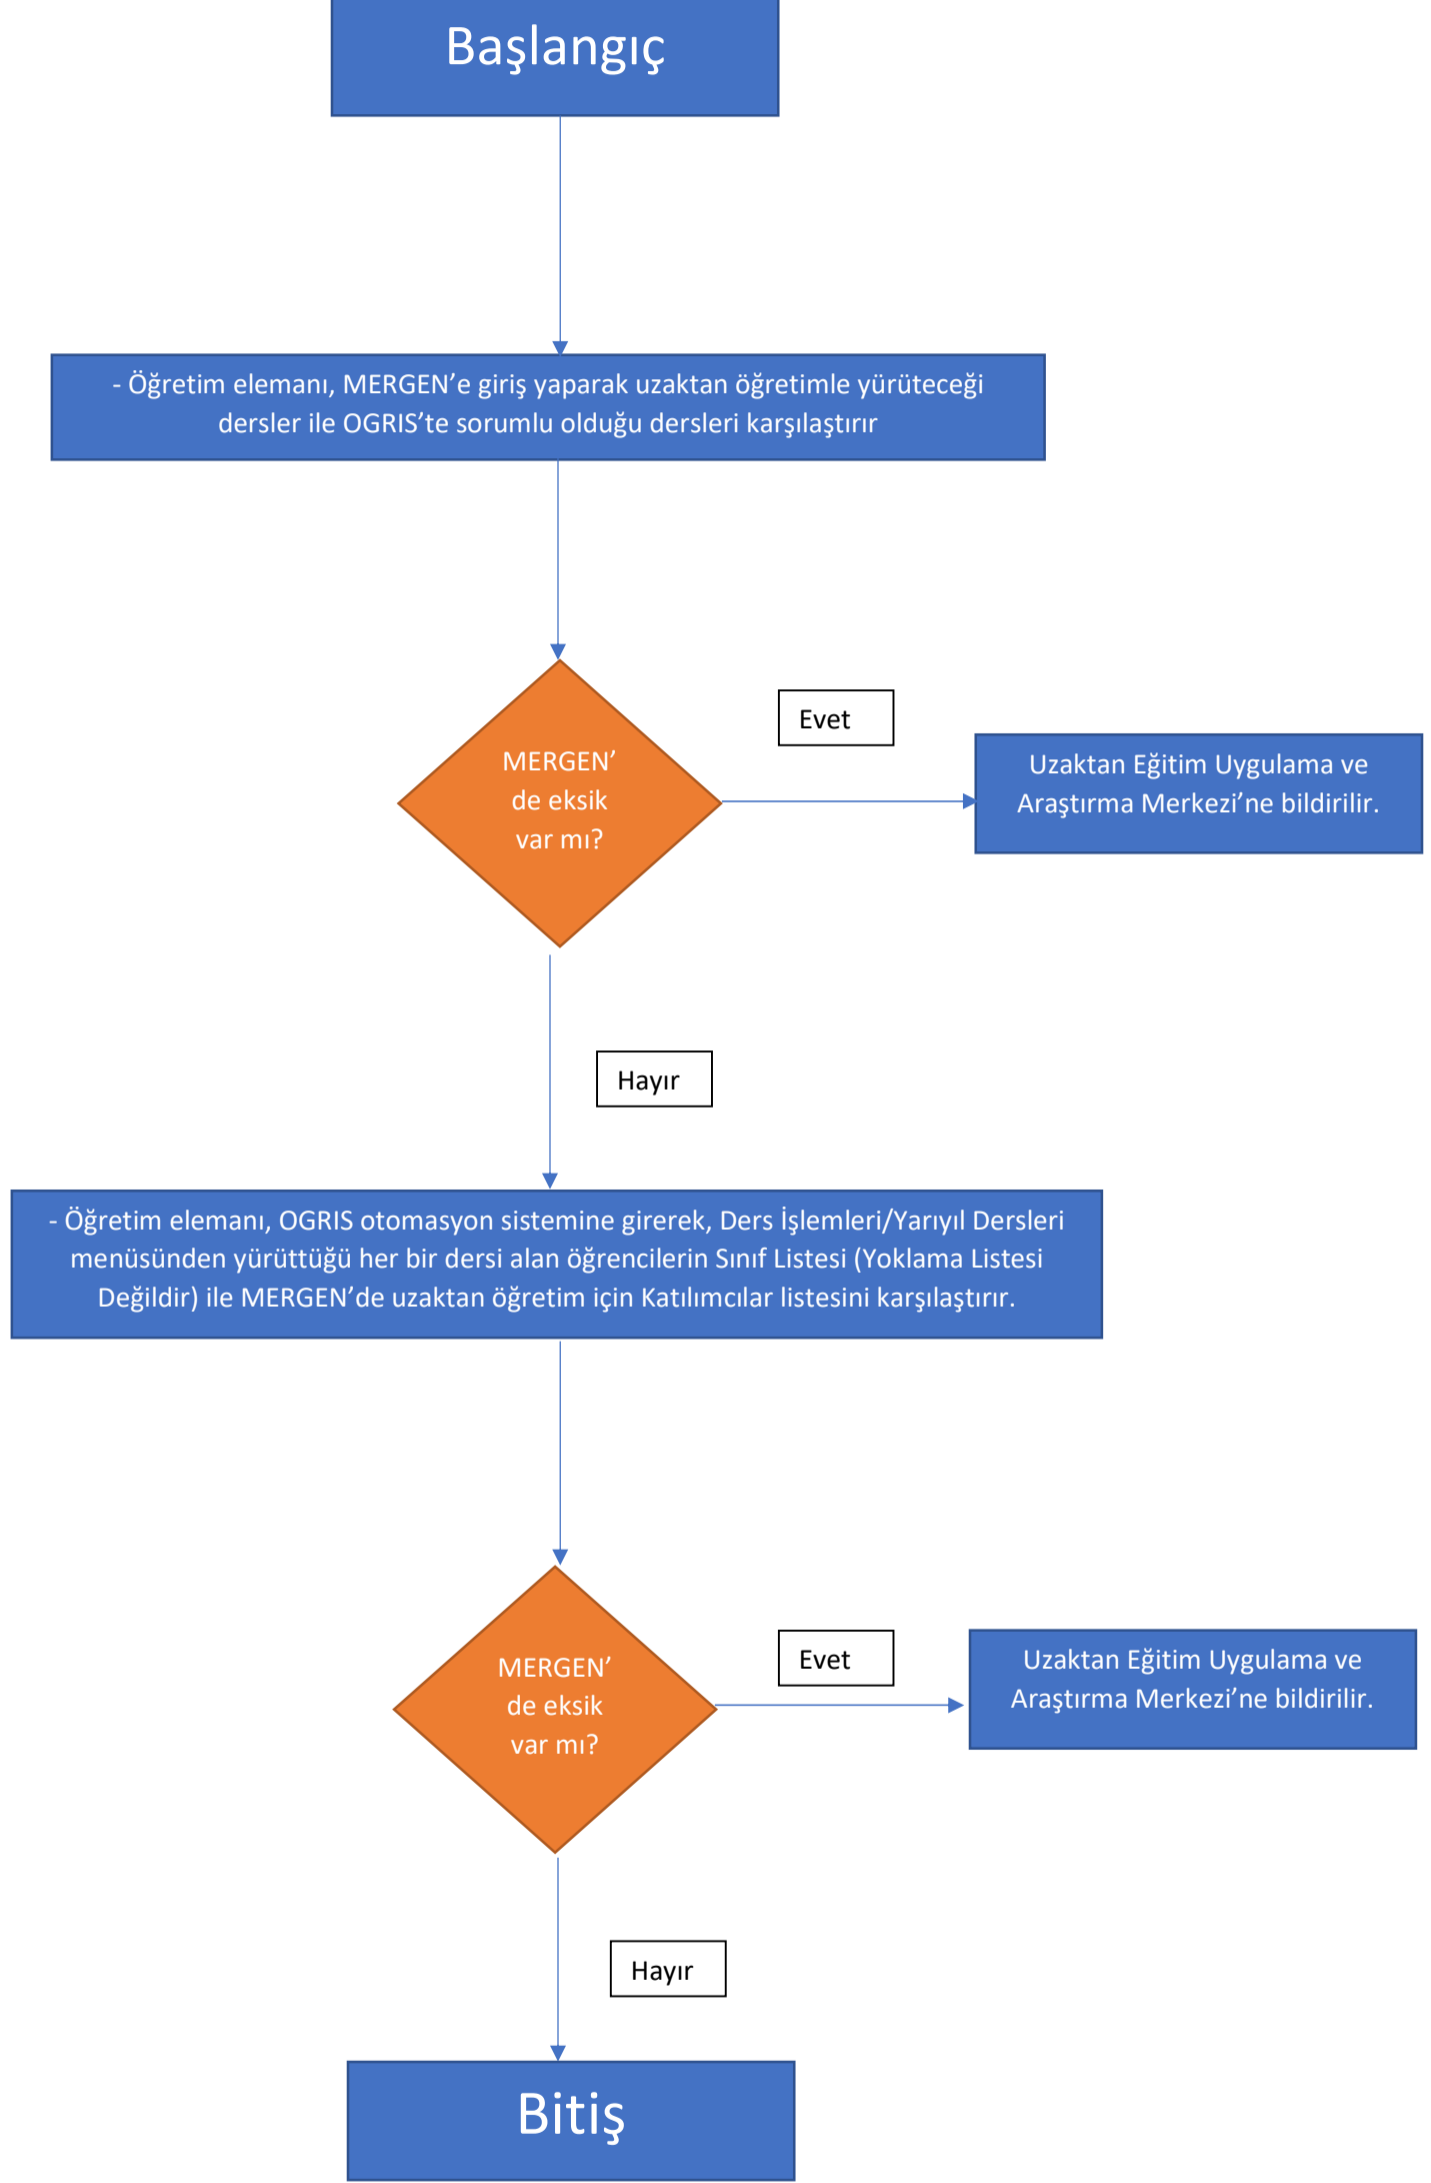 Başlangıç
- Öğretim elemanı, MERGEN’e giriş yaparak uzaktan öğretimle yürüteceği
dersler ile OGRIS’te sorumlu olduğu dersleri karşılaştırır
MERGEN’
de eksik
var mı?
Evet
Uzaktan Eğitim Uygulama ve
Araştırma Merkezi’ne bildirilir.
Hayır
- Öğretim elemanı, OGRIS otomasyon sistemine girerek, Ders İşlemleri/Yarıyıl Dersleri
menüsünden yürüttüğü her bir dersi alan öğrencilerin Sınıf Listesi (Yoklama Listesi
Değildir) ile MERGEN’de uzaktan öğretim için Katılımcılar listesini karşılaştırır.
MERGEN’
de eksik
var mı?
Evet
Uzaktan Eğitim Uygulama ve
Araştırma Merkezi’ne bildirilir.
Hayır
Bitiş